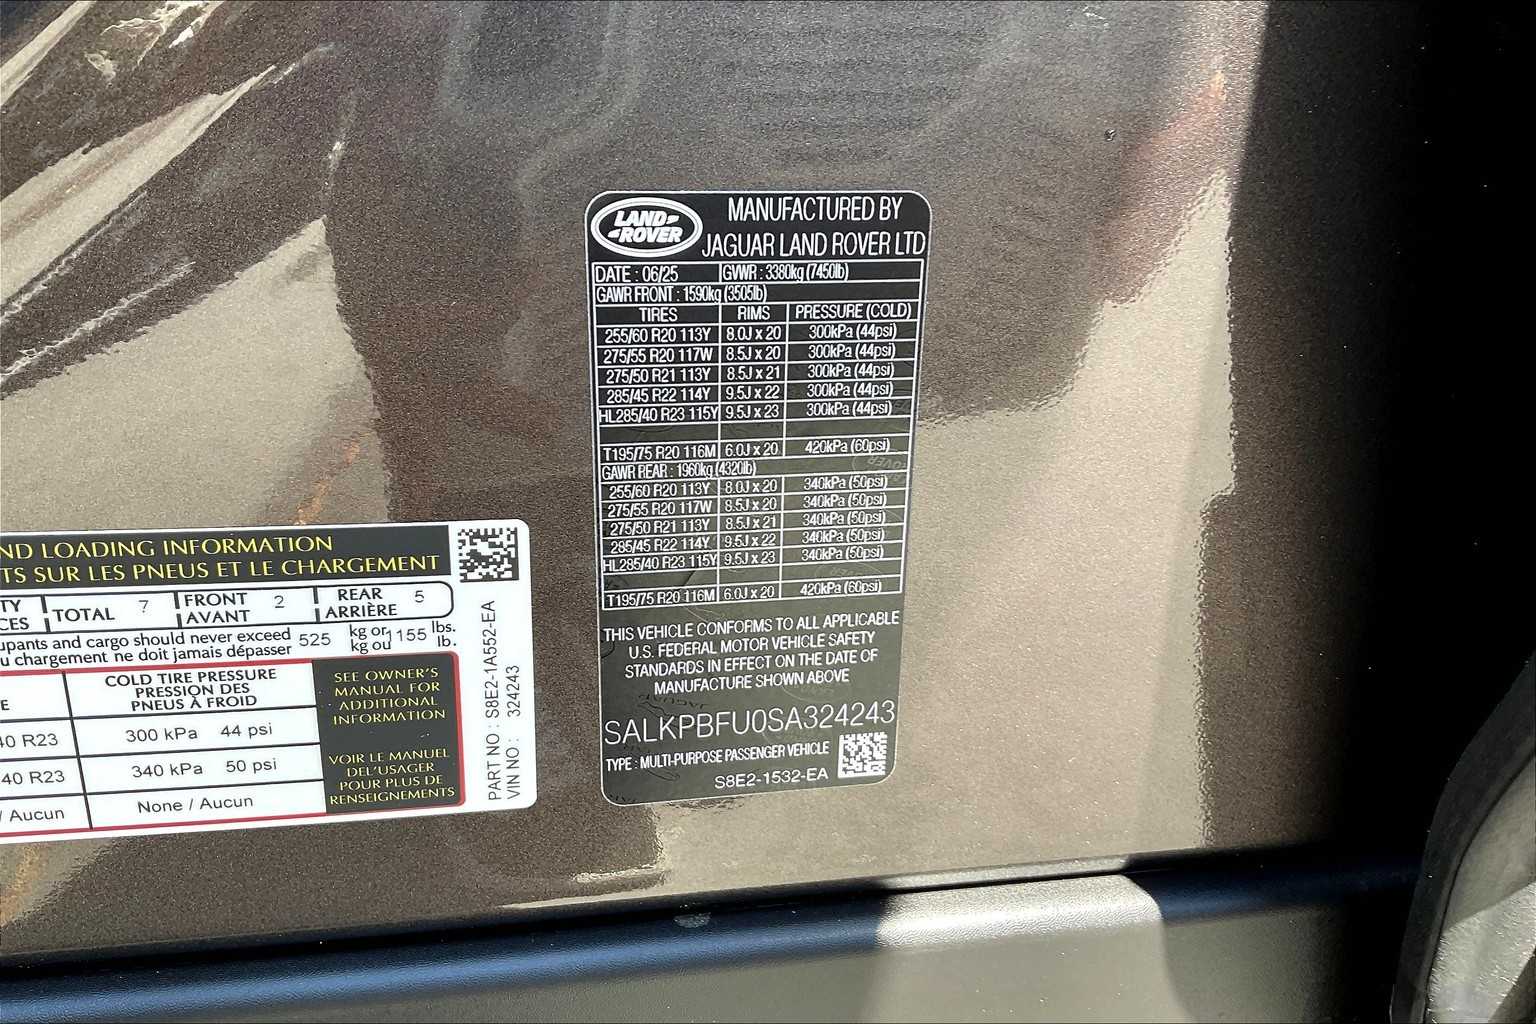 LAND
ROVER
MANUFACTURED BY
JAGUAR LAND ROVER LTD
DATE : 06/25 GVWR : 3380kg (7450lb)
GAWR FRONT : 1590kg (3505lb)
TIRES RIMS PRESSURE (COLD)
255/60 R20 113Y 8.0J x 20 300kPa (44psi)
275/55 R20 117W 8.5J x 20 300kPa (44psi)
275/50 R21 113Y 8.5J x 21 300kPa (44psi)
285/45 R22 114Y 9.5J x 22 300kPa (44psi)
HL285/40 R23 115Y 9.5J x 23 300kPa (44psi)
T195/75 R20 116M 6.0J x 20 420kPa (60psi)
GAWR REAR : 1960kg (4320lb)
255/60 R20 113Y 8.0J x 20 340kPa (50psi)
275/55 R20 117W 8.5J x 20 340kPa (50psi)
275/50 R21 113Y 8.5J x 21 340kPa (50psi)
285/45 R22 114Y 9.5J x 22 340kPa (50psi)
HL285/40 R23 115Y 9.5J x 23 340kPa (50psi)
T195/75 R20 116M 6.0J x 20 420kPa (60psi)
THIS VEHICLE CONFORMS TO ALL APPLICABLE
U.S. FEDERAL MOTOR VEHICLE SAFETY
STANDARDS IN EFFECT ON THE DATE OF
MANUFACTURE SHOWN ABOVE
SALKPBFU0SA324243
TYPE : MULTI-PURPOSE PASSENGER VEHICLE
S8E2-1532-EA
ND LOADING INFORMATION
TS SUR LES PNEUS ET LE CHARGEMENT
TY TOTAL 7 FRONT 2 REAR 5
CES AVANT ARRIÈRE
upants and cargo should never exceed 525 kg or 1155 lbs.
u chargement ne doit jamais dépasser kg ou lb.
E COLD TIRE PRESSURE
PRESSION DES
PNEUS À FROID
40 R23 300 kPa 44 psi
40 R23 340 kPa 50 psi
/ Aucun None / Aucun
SEE OWNER'S
MANUAL FOR
ADDITIONAL
INFORMATION
VOIR LE MANUEL
DEL'USAGER
POUR PLUS DE
RENSEIGNEMENTS
PART NO : S8E2-1A552-EA
VIN NO : 324243